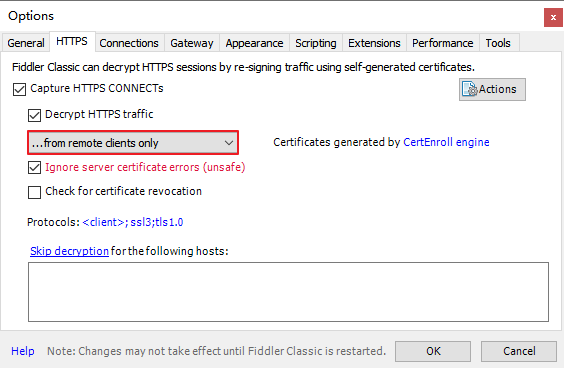 Options
x
General HTTPS Connections Gateway Appearance Scripting Extensions Performance Tools
Fiddler Classic can decrypt HTTPS sessions by re-signing traffic using self-generated certificates.
Capture HTTPS CONNECTs Actions
Decrypt HTTPS traffic
...from remote clients only Certificates generated by CertEnroll engine
Ignore server certificate errors (unsafe)
Check for certificate revocation
Protocols: <client>; ssl3;tls1.0
Skip decryption for the following hosts:
Help Note: Changes may not take effect until Fiddler Classic is restarted. OK Cancel